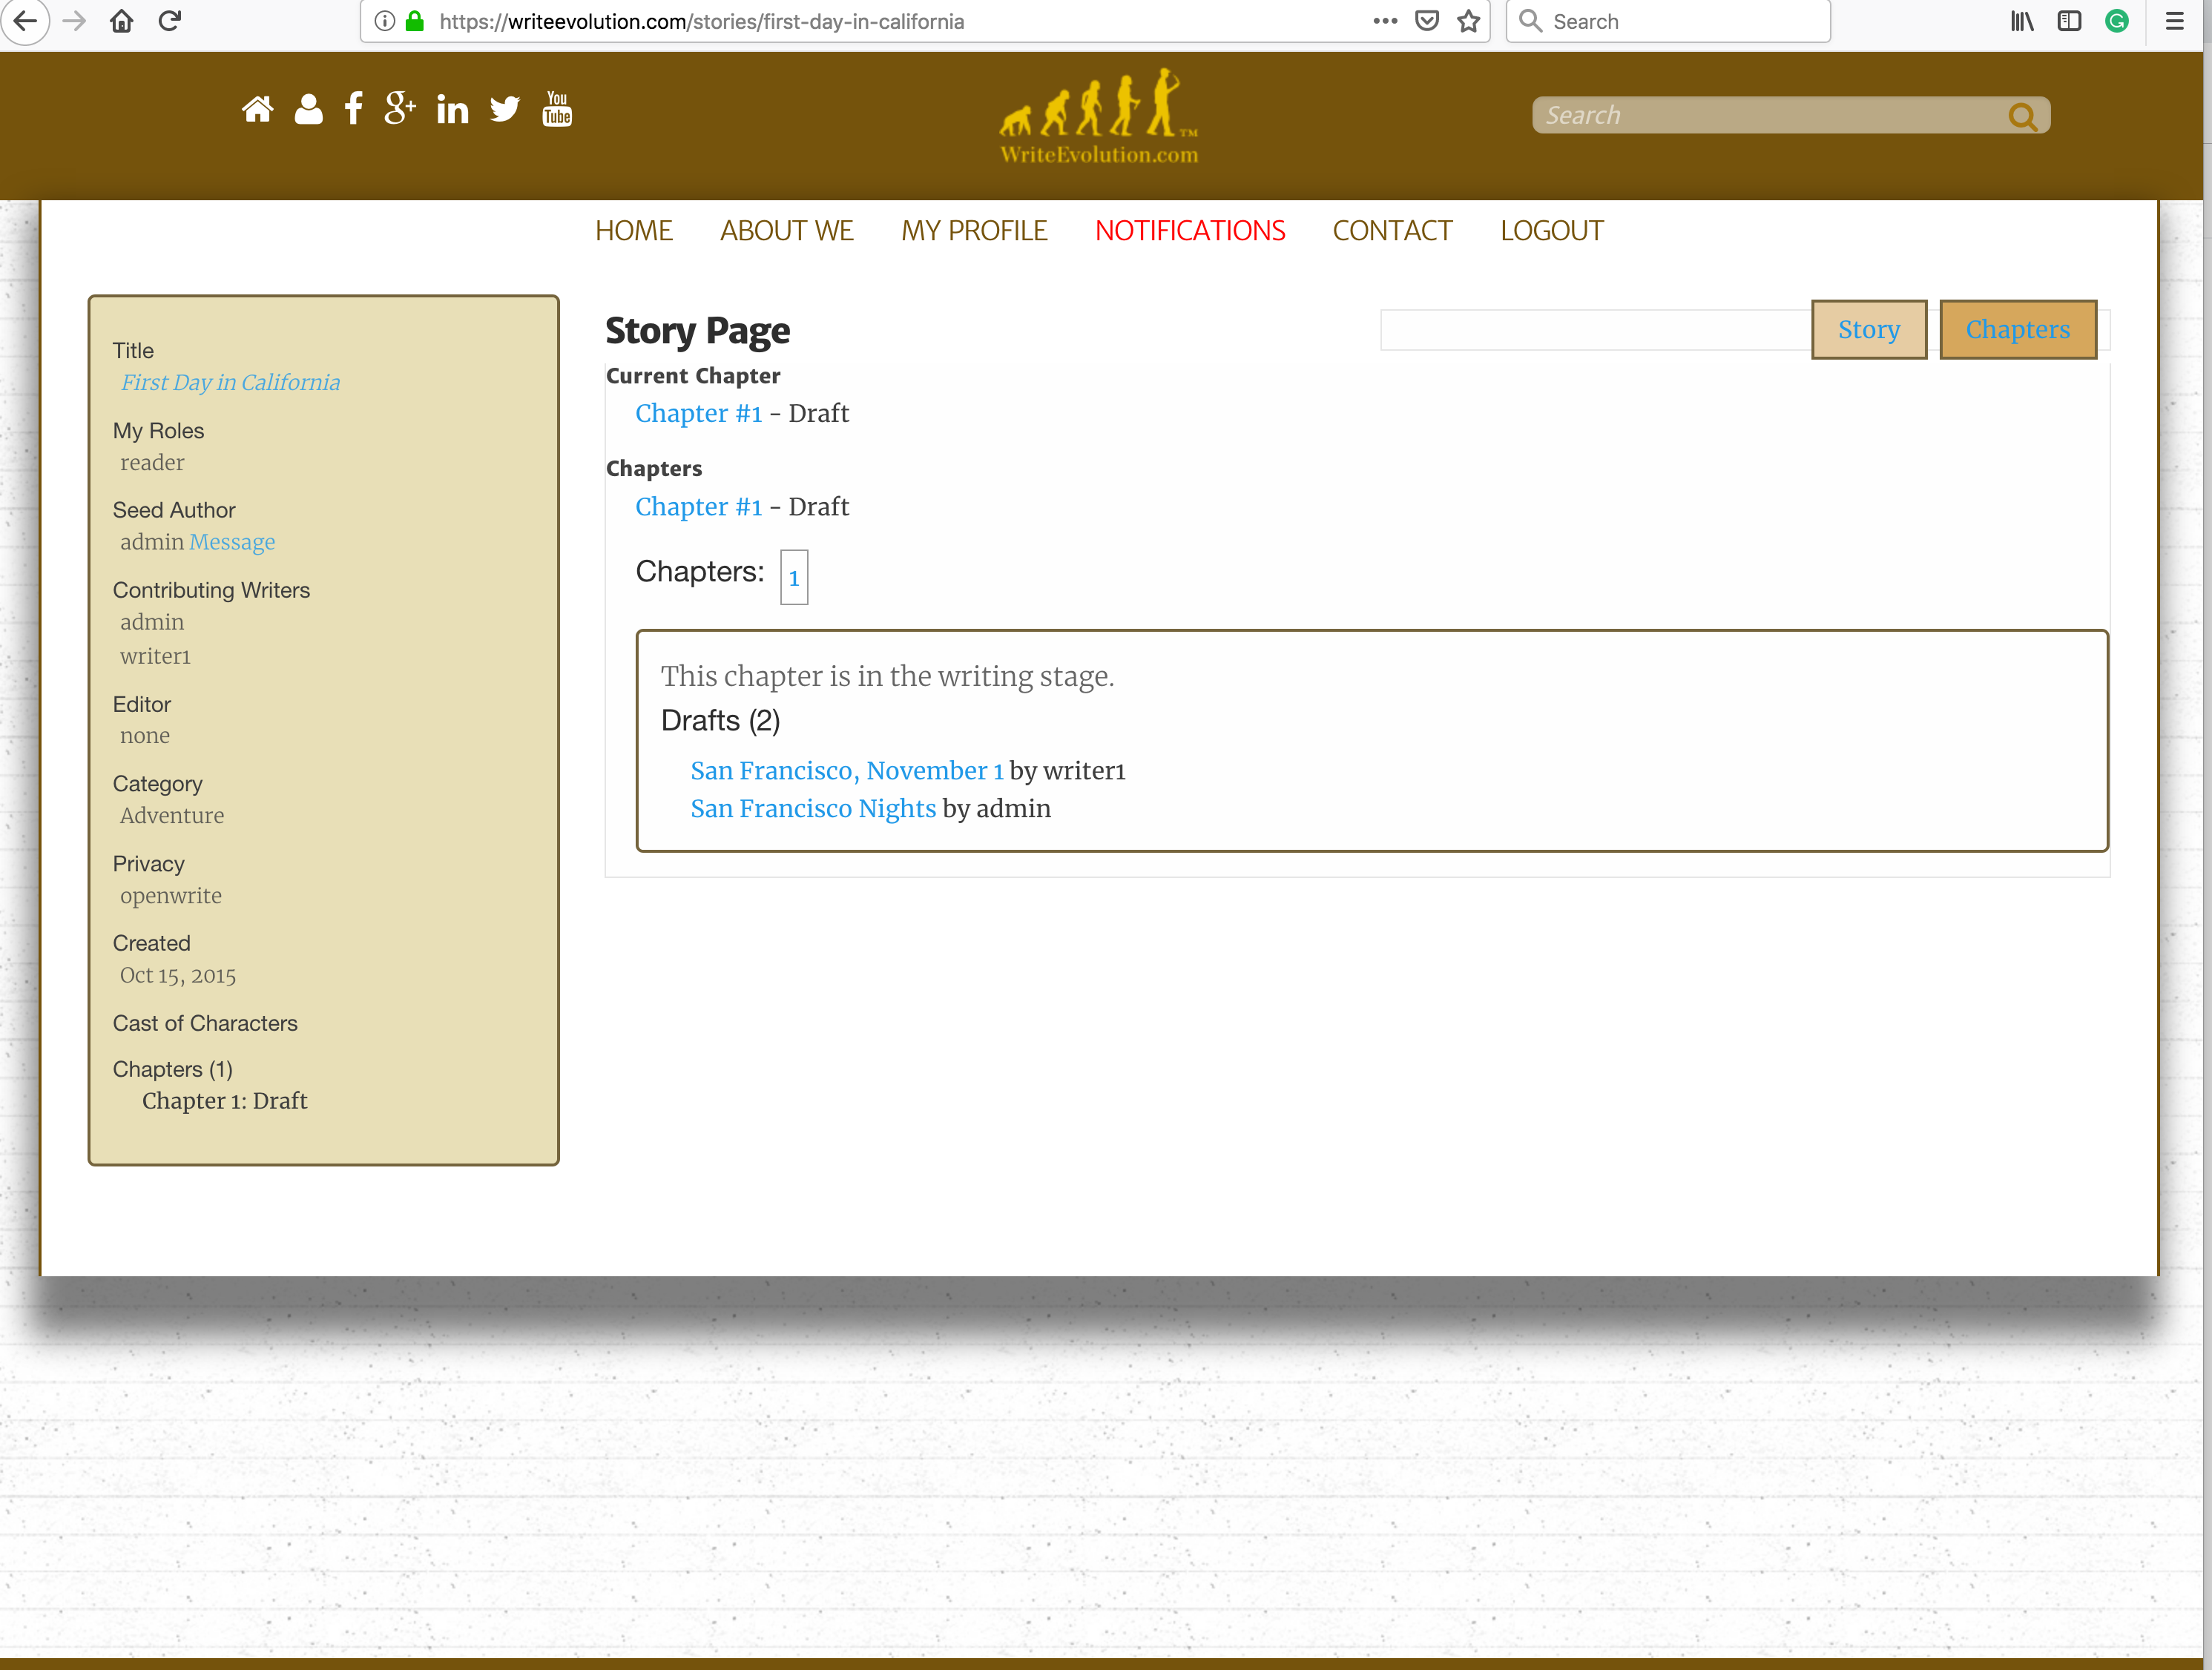 https://writeevolution.com/stories/first-day-in-california
Search
You
Tube
g+
in
TM
WriteEvolution.com
Search
HOME ABOUT WE MY PROFILE NOTIFICATIONS CONTACT LOGOUT
Title
First Day in California
My Roles
reader
Seed Author
admin Message
Contributing Writers
admin
writer1
Editor
none
Category
Adventure
Privacy
openwrite
Created
Oct 15, 2015
Cast of Characters
Chapters (1)
Chapter 1: Draft
Story Page
Story Chapters
Current Chapter
Chapter #1 - Draft
Chapters
Chapter #1 - Draft
Chapters: 1
This chapter is in the writing stage.
Drafts (2)
San Francisco, November 1 by writer1
San Francisco Nights by admin